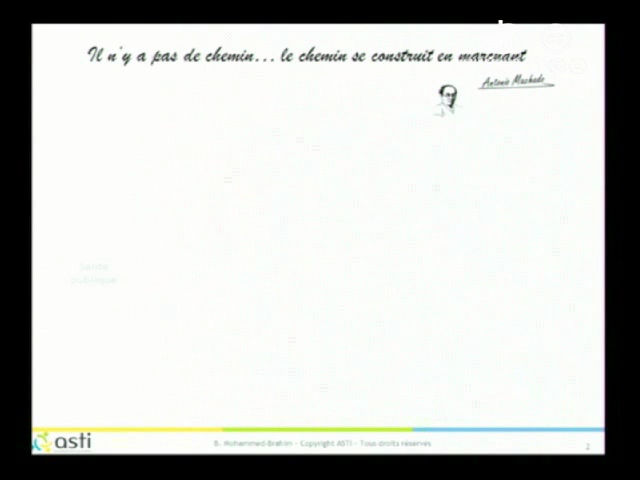 Il n'y a pas de chemin... le chemin se construit en marchant
Antonio Machado
Santé
publique
asti
B. Mohammed-Brahim - Copyright ASTI - Tous droits réservés
2